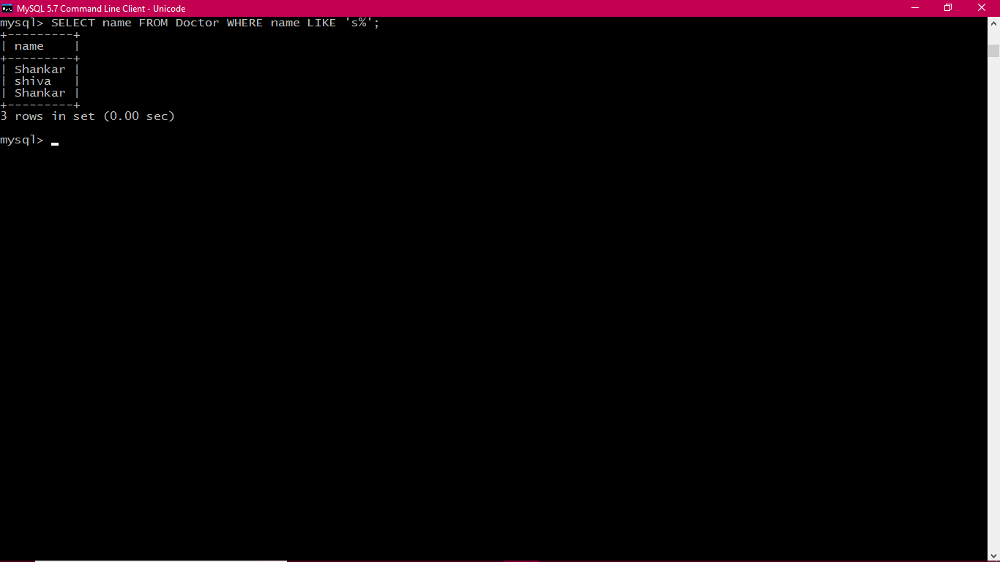 MySQL 5.7 Command Line Client - Unicode
mysql> SELECT name FROM Doctor WHERE name LIKE 's%';
+---------+
| name    |
+---------+
| Shankar |
| shiva   |
| Shankar |
+---------+
3 rows in set (0.00 sec)
mysql>